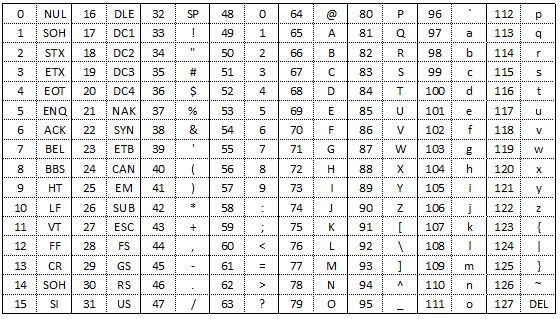 0 NUL 16 DLE 32 SP 48 0 64 @ 80 P 96 ` 112 p
1 SOH 17 DC1 33 ! 49 1 65 A 81 Q 97 a 113 q
2 STX 18 DC2 34 " 50 2 66 B 82 R 98 b 114 r
3 ETX 19 DC3 35 # 51 3 67 C 83 S 99 c 115 s
4 EOT 20 DC4 36 $ 52 4 68 D 84 T 100 d 116 t
5 ENQ 21 NAK 37 % 53 5 69 E 85 U 101 e 117 u
6 ACK 22 SYN 38 & 54 6 70 F 86 V 102 f 118 v
7 BEL 23 ETB 39 ' 55 7 71 G 87 W 103 g 119 w
8 BBS 24 CAN 40 ( 56 8 72 H 88 X 104 h 120 x
9 HT 25 EM 41 ) 57 9 73 I 89 Y 105 i 121 y
10 LF 26 SUB 42 * 58 : 74 J 90 Z 106 j 122 z
11 VT 27 ESC 43 + 59 ; 75 K 91 [ 107 k 123 {
12 FF 28 FS 44 , 60 < 76 L 92 \ 108 l 124 |
13 CR 29 GS 45 - 61 = 77 M 93 ] 109 m 125 }
14 SOH 30 RS 46 . 62 > 78 N 94 ^ 110 n 126 ~
15 SI 31 US 47 / 63 ? 79 O 95 _ 111 o 127 DEL